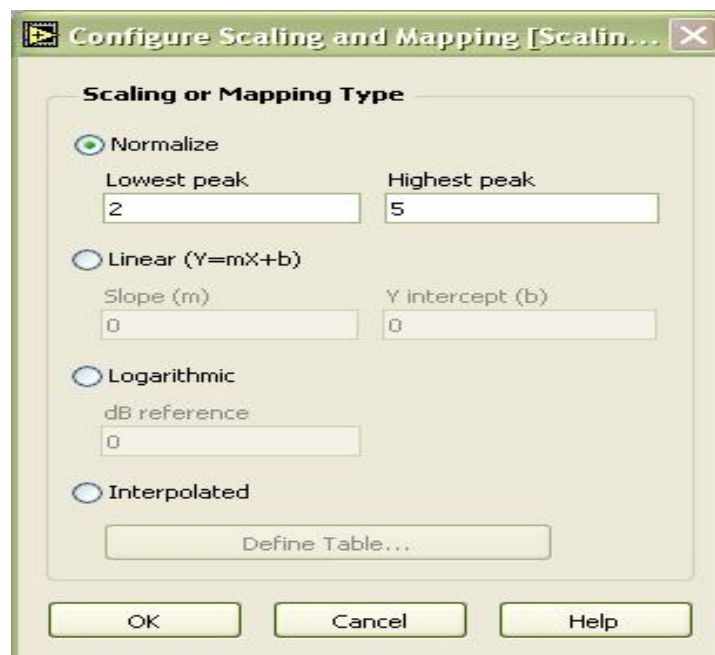 Configure Scaling and Mapping [Scalin...
Scaling or Mapping Type
Normalize
Lowest peak Highest peak
2 5
Linear (Y=mX+b)
Slope (m) Y intercept (b)
0 0
Logarithmic
dB reference
0
Interpolated
Define Table...
OK Cancel Help